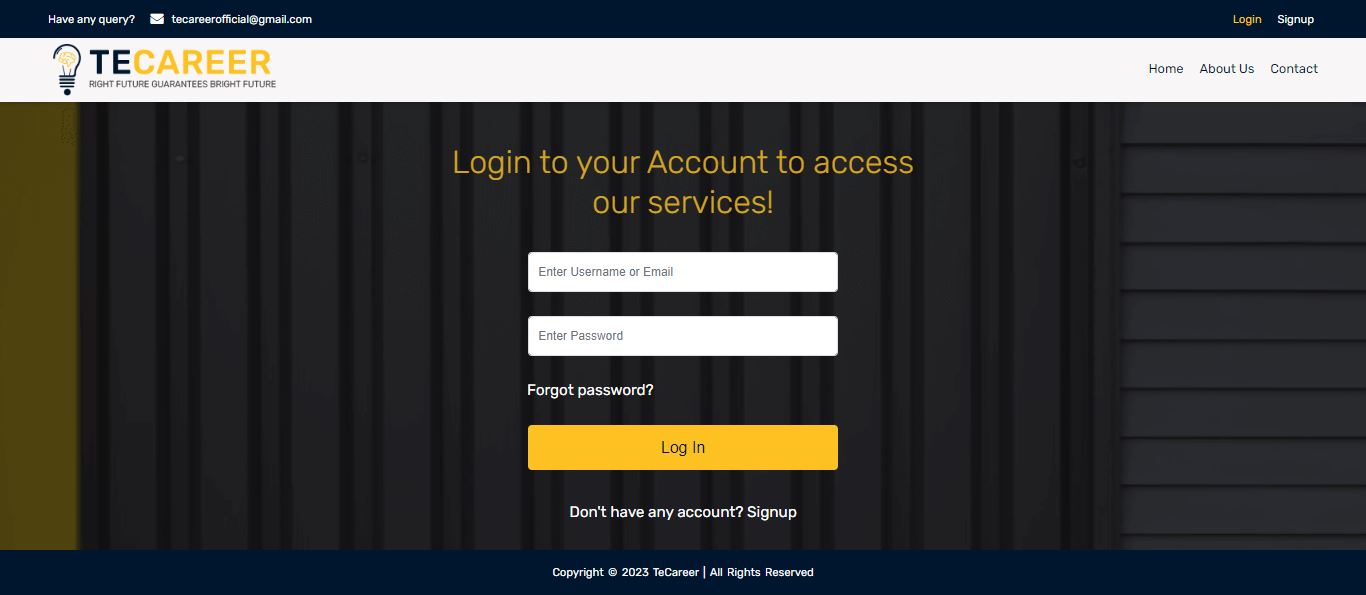 Have any query? tecareerofficial@gmail.com Login Signup
TECAREER
RIGHT FUTURE GUARANTEES BRIGHT FUTURE
Home About Us Contact
Login to your Account to access
our services!
Enter Username or Email
Enter Password
Forgot password?
Log In
Don't have any account? Signup
Copyright © 2023 TeCareer | All Rights Reserved